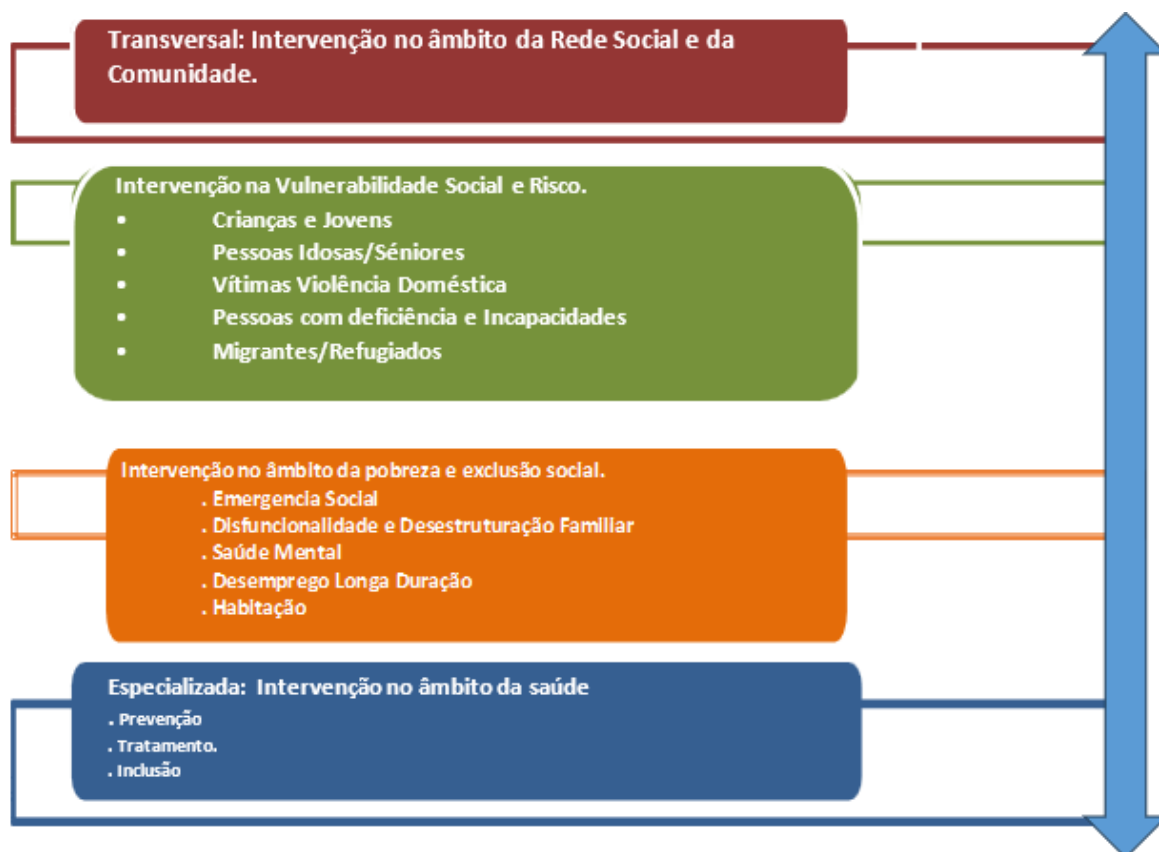 Transversal: Intervenção no âmbito da Rede Social e da
Comunidade.
Intervenção na Vulnerabilidade Social e Risco.
• Crianças e Jovens
• Pessoas Idosas/Séniores
• Vítimas Violência Doméstica
• Pessoas com deficiência e Incapacidades
• Migrantes/Refugiados
Intervenção no âmbito da pobreza e exclusão social.
. Emergencia Social
. Disfuncionalidade e Desestruturação Familiar
. Saúde Mental
. Desemprego Longa Duração
. Habitação
Especializada: Intervenção no âmbito da saúde
. Prevenção
. Tratamento.
. Inclusão